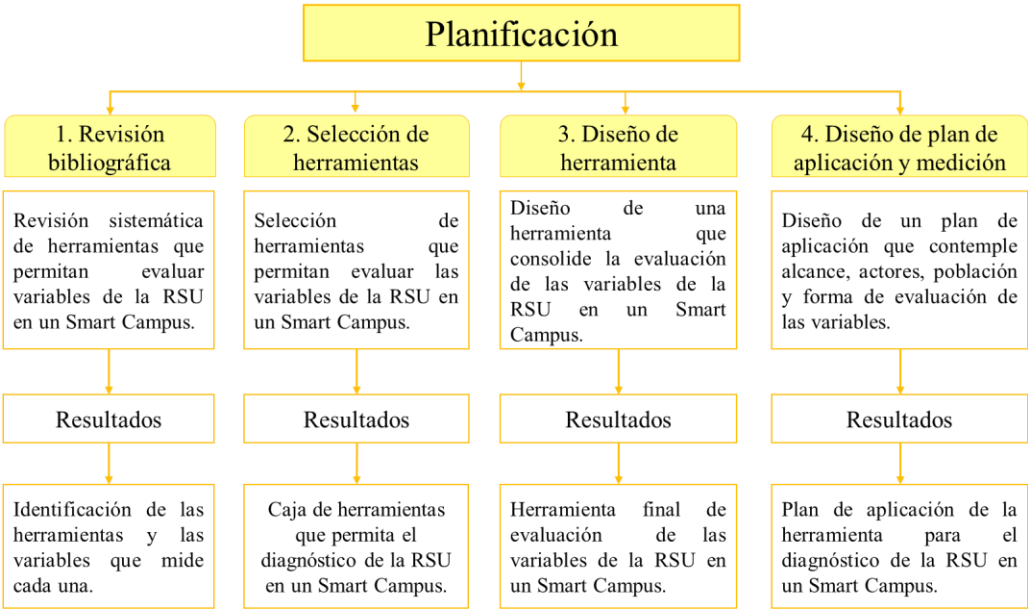 Planificación
1. Revisión
bibliográfica
Revisión sistemática
de herramientas que
permitan evaluar
variables de la RSU
en un Smart Campus.
Resultados
Identificación de las
herramientas y las
variables que mide
cada una.
2. Selección de
herramientas
Selección de
herramientas que
permitan evaluar las
variables de la RSU en
un Smart Campus.
Resultados
Caja de herramientas
que permita el
diagnóstico de la RSU
en un Smart Campus.
3. Diseño de
herramienta
Diseño de una
herramienta que
consolide la evaluación
de las variables de la
RSU en un Smart
Campus.
Resultados
Herramienta final de
evaluación de las
variables de la RSU en
un Smart Campus.
4. Diseño de plan de
aplicación y medición
Diseño de un plan de
aplicación que contemple
alcance, actores, población
y forma de evaluación de
las variables.
Resultados
Plan de aplicación de la
herramienta para el
diagnóstico de la RSU en
un Smart Campus.